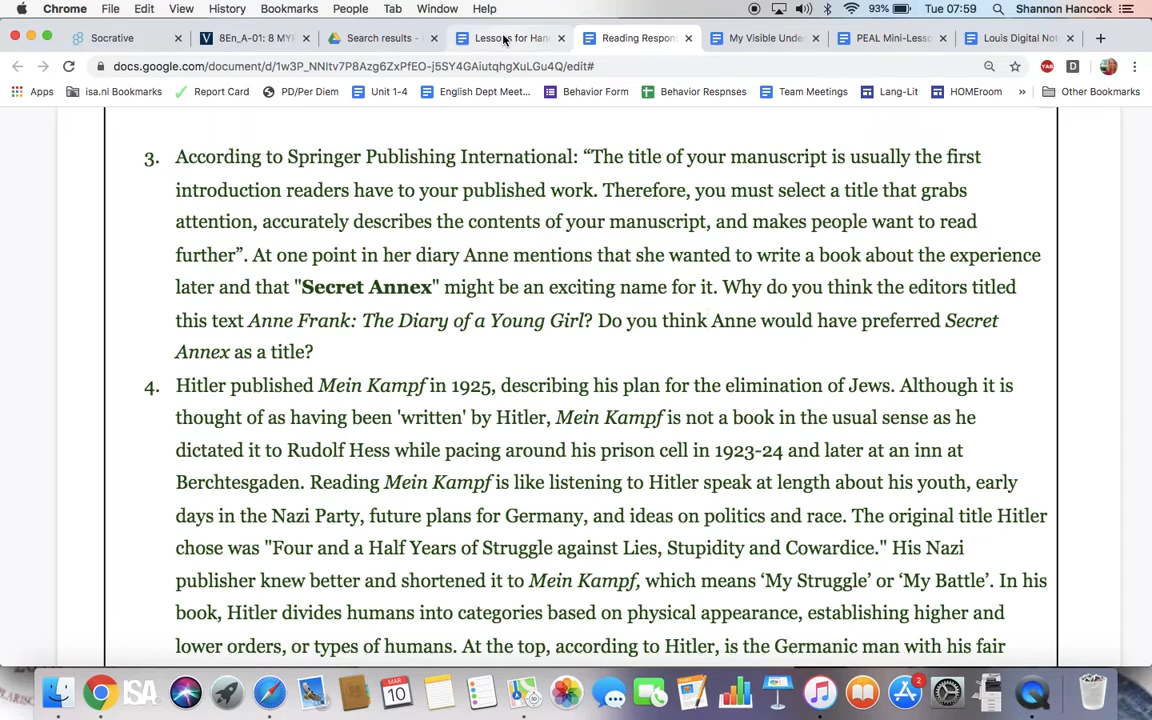 Chrome File Edit View History Bookmarks People Tab Window Help 93% Tue 07:59 Shannon Hancock
Socrative 8En_A-01: 8 MY Search results - Lessons for Han Reading Respon My Visible Unde PEAL Mini-Less Louis Digital Not
docs.google.com/document/d/1w3P_NNItv7P8Azg6ZxPfEO-j5SY4GAiutqhgXuLGu4Q/edit#
Apps isa.nl Bookmarks Report Card PD/Per Diem Unit 1-4 English Dept Meet... Behavior Form Behavior Respnses Team Meetings Lang-Lit HOMEroom » Other Bookmarks
3. According to Springer Publishing International: “The title of your manuscript is usually the first
introduction readers have to your published work. Therefore, you must select a title that grabs
attention, accurately describes the contents of your manuscript, and makes people want to read
further”. At one point in her diary Anne mentions that she wanted to write a book about the experience
later and that "Secret Annex" might be an exciting name for it. Why do you think the editors titled
this text Anne Frank: The Diary of a Young Girl? Do you think Anne would have preferred Secret
Annex as a title?
4. Hitler published Mein Kampf in 1925, describing his plan for the elimination of Jews. Although it is
thought of as having been 'written' by Hitler, Mein Kampf is not a book in the usual sense as he
dictated it to Rudolf Hess while pacing around his prison cell in 1923-24 and later at an inn at
Berchtesgaden. Reading Mein Kampf is like listening to Hitler speak at length about his youth, early
days in the Nazi Party, future plans for Germany, and ideas on politics and race. The original title Hitler
chose was "Four and a Half Years of Struggle against Lies, Stupidity and Cowardice." His Nazi
publisher knew better and shortened it to Mein Kampf, which means ‘My Struggle’ or ‘My Battle’. In his
book, Hitler divides humans into categories based on physical appearance, establishing higher and
lower orders, or types of humans. At the top, according to Hitler, is the Germanic man with his fair
ISA MAR 10 2